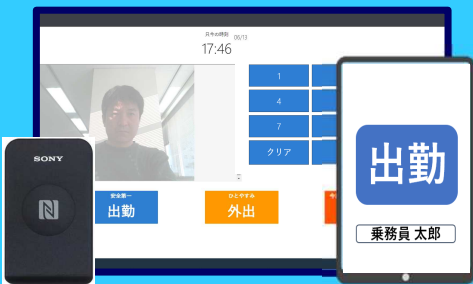 只今の時刻 06/13
17:46
1
4
7
クリア
SONY
安全第一
出勤
ひとやすみ
外出
出勤
乗務員 太郎